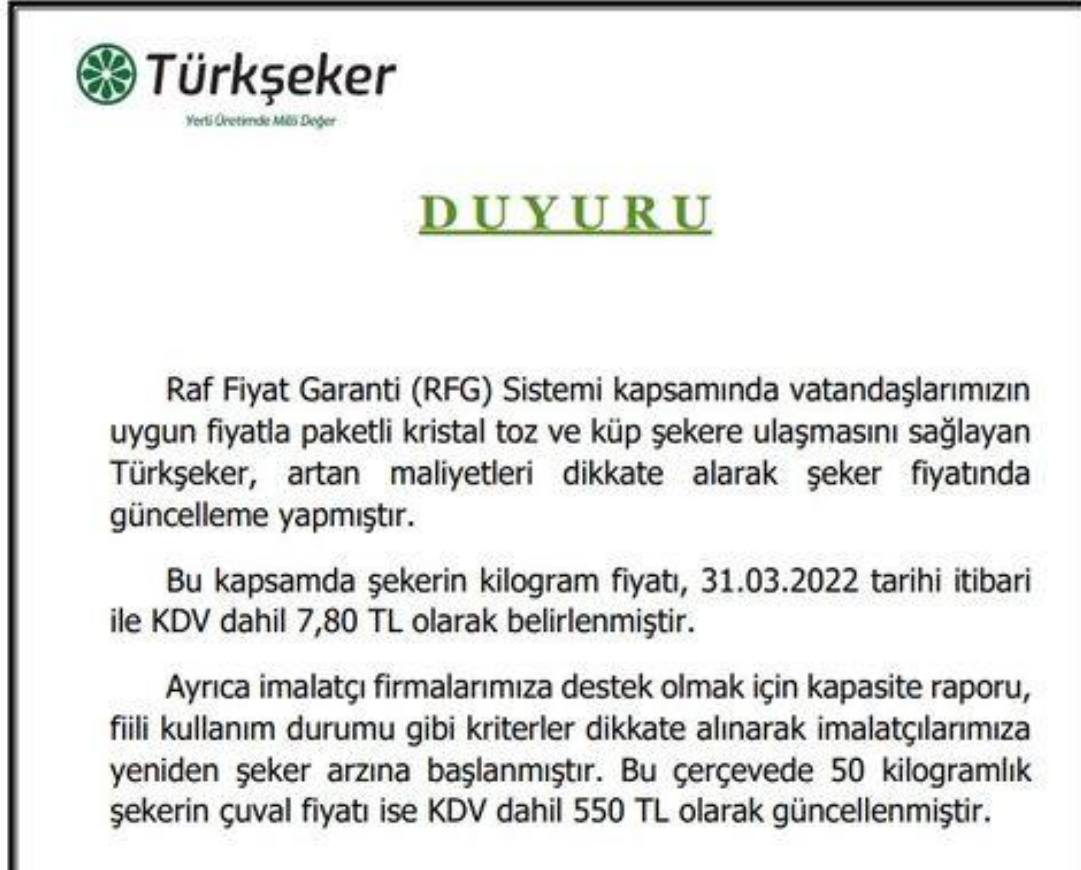 Türkşeker
Yerli Üretimde Milli Değer
DUYURU
Raf Fiyat Garanti (RFG) Sistemi kapsamında vatandaşlarımızın
uygun fiyatla paketli kristal toz ve küp şekere ulaşmasını sağlayan
Türkşeker, artan maliyetleri dikkate alarak şeker fiyatında
güncelleme yapmıştır.
Bu kapsamda şekerin kilogram fiyatı, 31.03.2022 tarihi itibari
ile KDV dahil 7,80 TL olarak belirlenmiştir.
Ayrıca imalatçı firmalarımıza destek olmak için kapasite raporu,
fiili kullanım durumu gibi kriterler dikkate alınarak imalatçılarımıza
yeniden şeker arzına başlanmıştır. Bu çerçevede 50 kilogramlık
şekerin çuval fiyatı ise KDV dahil 550 TL olarak güncellenmiştir.